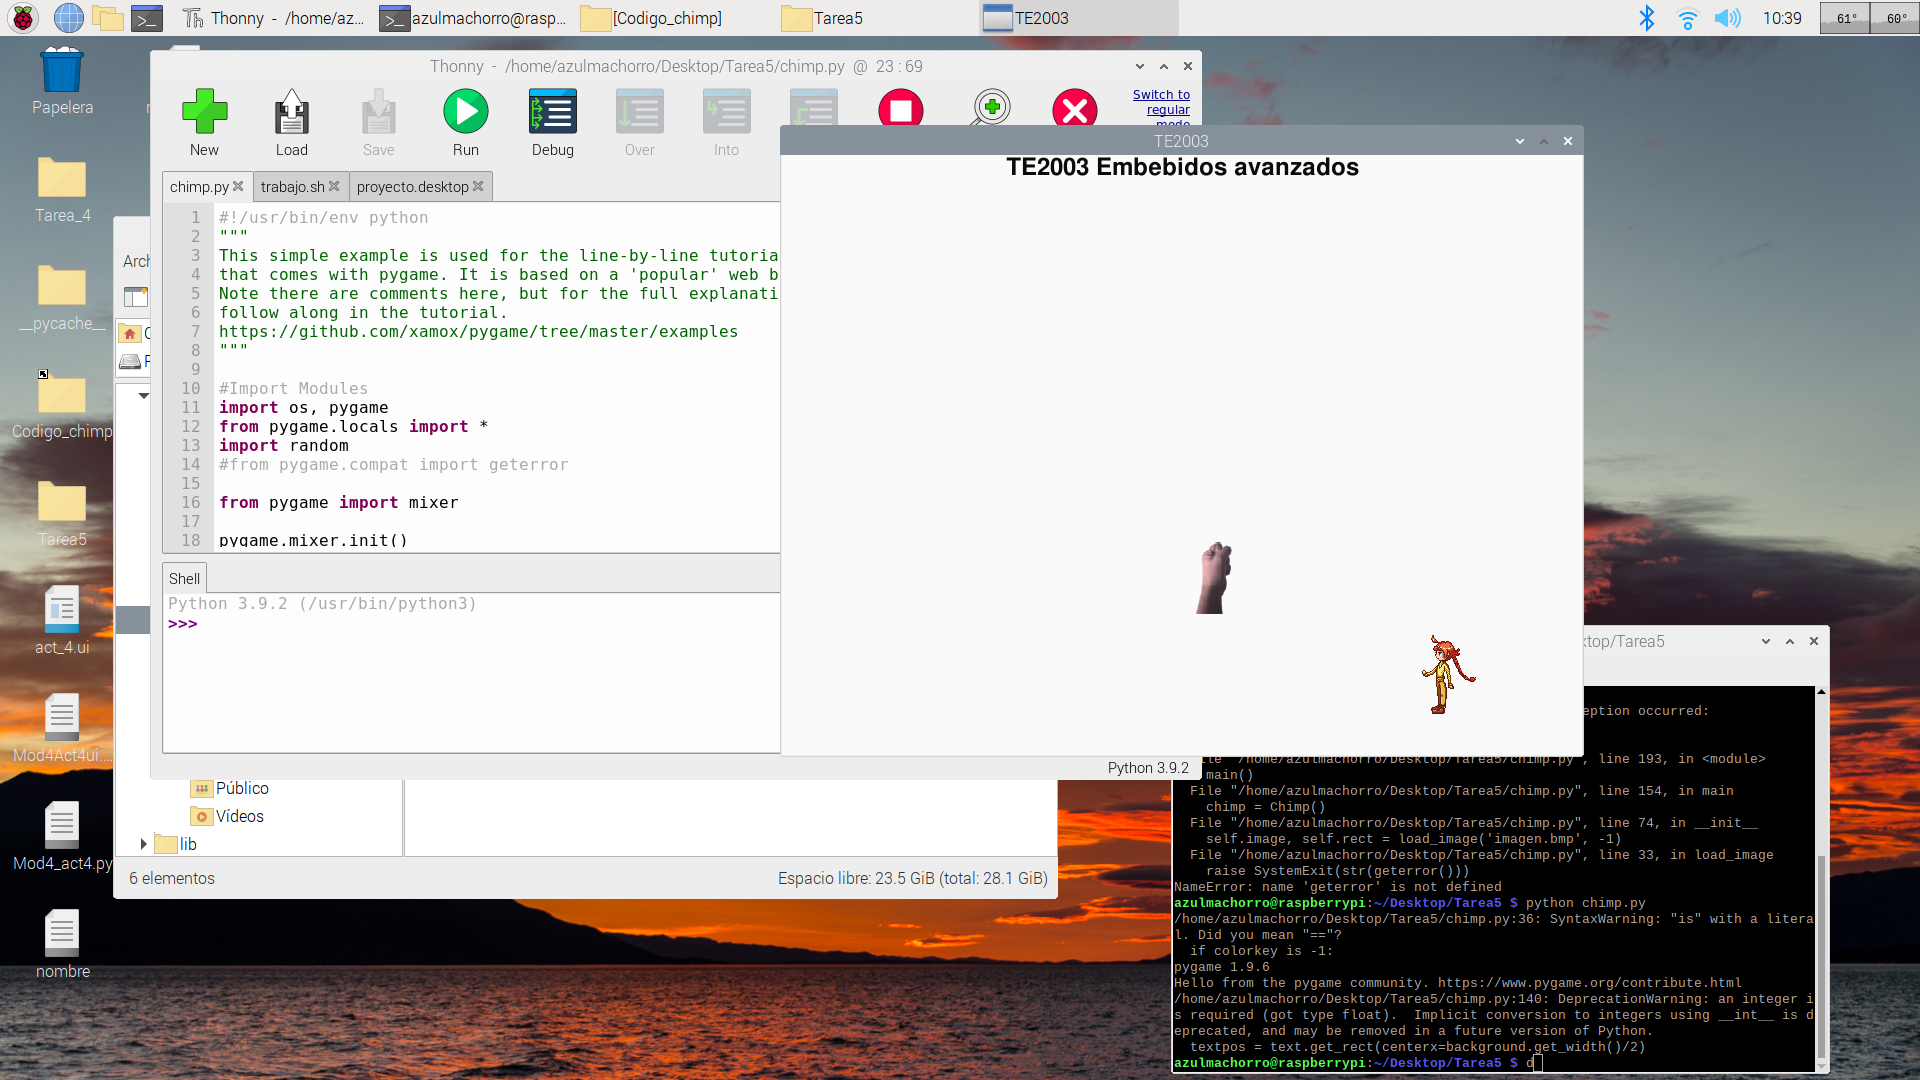 Thonny - /home/az...
azulmachorro@rasp...
[Codigo_chimp]
Tarea5
TE2003
10:39
61°
60°
Papelera
Tarea_4
__pycache__
Codigo_chimp
Tarea5
act_4.ui
Mod4Act4ui....
Mod4_act4.py
nombre
Thonny - /home/azulmachorro/Desktop/Tarea5/chimp.py @ 23 : 69
New
Load
Save
Run
Debug
Over
Into
Switch to
regular
mode
chimp.py
trabajo.sh
proyecto.desktop
1 #!/usr/bin/env python
2 """
3 This simple example is used for the line-by-line tutoria
4 that comes with pygame. It is based on a 'popular' web b
5 Note there are comments here, but for the full explanati
6 follow along in the tutorial.
7 https://github.com/xamox/pygame/tree/master/examples
8 """
9
10 #Import Modules
11 import os, pygame
12 from pygame.locals import *
13 import random
14 #from pygame.compat import geterror
15
16 from pygame import mixer
17
18 pygame.mixer.init()
Shell
Python 3.9.2 (/usr/bin/python3)
>>>
Python 3.9.2
TE2003
TE2003 Embebidos avanzados
Arch
Público
Vídeos
lib
6 elementos
Espacio libre: 23.5 GiB (total: 28.1 GiB)
ktop/Tarea5
eption occurred:
File "/home/azulmachorro/Desktop/Tarea5/chimp.py", line 193, in <module>
main()
File "/home/azulmachorro/Desktop/Tarea5/chimp.py", line 154, in main
chimp = Chimp()
File "/home/azulmachorro/Desktop/Tarea5/chimp.py", line 74, in __init__
self.image, self.rect = load_image('imagen.bmp', -1)
File "/home/azulmachorro/Desktop/Tarea5/chimp.py", line 33, in load_image
raise SystemExit(str(geterror()))
NameError: name 'geterror' is not defined
azulmachorro@raspberrypi:~/Desktop/Tarea5 $ python chimp.py
/home/azulmachorro/Desktop/Tarea5/chimp.py:36: SyntaxWarning: "is" with a litera
l. Did you mean "=="?
if colorkey is -1:
pygame 1.9.6
Hello from the pygame community. https://www.pygame.org/contribute.html
/home/azulmachorro/Desktop/Tarea5/chimp.py:140: DeprecationWarning: an integer i
s required (got type float).  Implicit conversion to integers using __int__ is d
eprecated, and may be removed in a future version of Python.
textpos = text.get_rect(centerx=background.get_width()/2)
azulmachorro@raspberrypi:~/Desktop/Tarea5 $ d